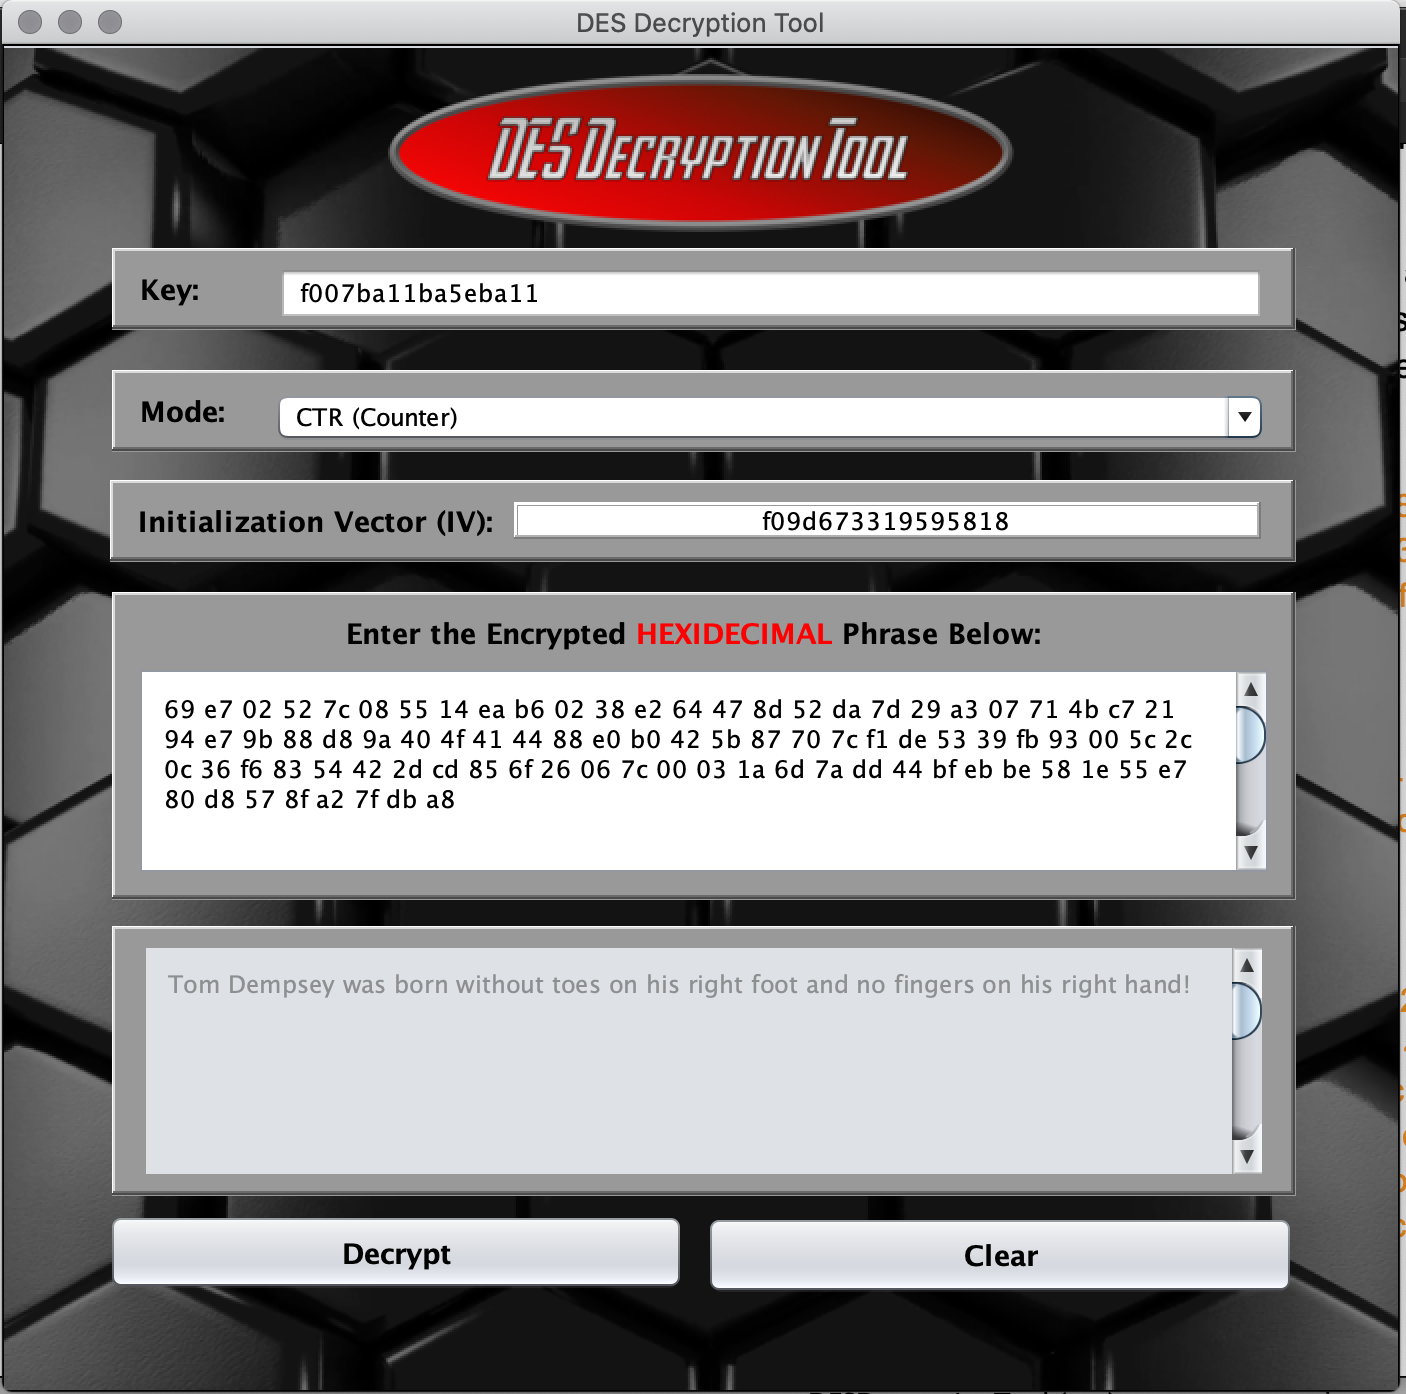 DES Decryption Tool
DES DECRYPTION TOOL
Key: f007ba11ba5eba11
Mode: CTR (Counter)
Initialization Vector (IV): f09d673319595818
Enter the Encrypted HEXIDECIMAL Phrase Below:
69 e7 02 52 7c 08 55 14 ea b6 02 38 e2 64 47 8d 52 da 7d 29 a3 07 71 4b c7 21
94 e7 9b 88 d8 9a 40 4f 41 44 88 e0 b0 42 5b 87 70 7c f1 de 53 39 fb 93 00 5c 2c
0c 36 f6 83 54 42 2d cd 85 6f 26 06 7c 00 03 1a 6d 7a dd 44 bf eb be 58 1e 55 e7
80 d8 57 8f a2 7f db a8
Tom Dempsey was born without toes on his right foot and no fingers on his right hand!
Decrypt Clear